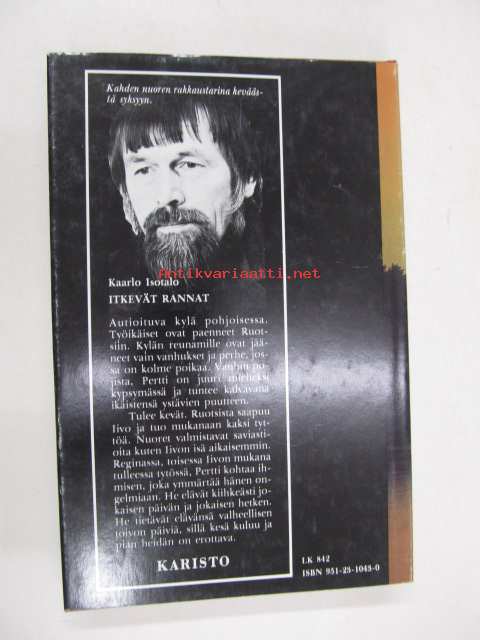 Kahden nuoren rakkaustarina kevääs-
tä syksyyn.
Kaarlo Isotalo
Antikvariaatti.net
ITKEVÄT RANNAT
Autioituva kylä pohjoisessa.
Työikäiset ovat paenneet Ruot-
siin. Kylän reunamille ovat jää-
neet vain vanhukset ja perhe, jos-
sa on kolme poikaa. Vanhin po-
jista, Pertti on juuri mieheksi
kypsymässä ja tuntee kalvavana
ikäistensä ystävien puutteen.
Tulee kevät. Ruotsista saapuu
Iivo ja tuo mukanaan kaksi tyt-
töä. Nuoret valmistavat saviasti-
oita kuten Iivon isä aikaisemmin.
Reginassa, toisessa Iivon mukana
tulleessa tytössä, Pertti kohtaa ih-
misen, joka ymmärtää hänen on-
gelmiaan. He elävät kiihkeästi jo-
kaisen päivän ja jokaisen hetken.
He tietävät elävänsä valheellisen
toivon päiviä, sillä kesä kuluu ja
pian heidän on erottava.
KARISTO
LK 842
ISBN 951-23-1043-0